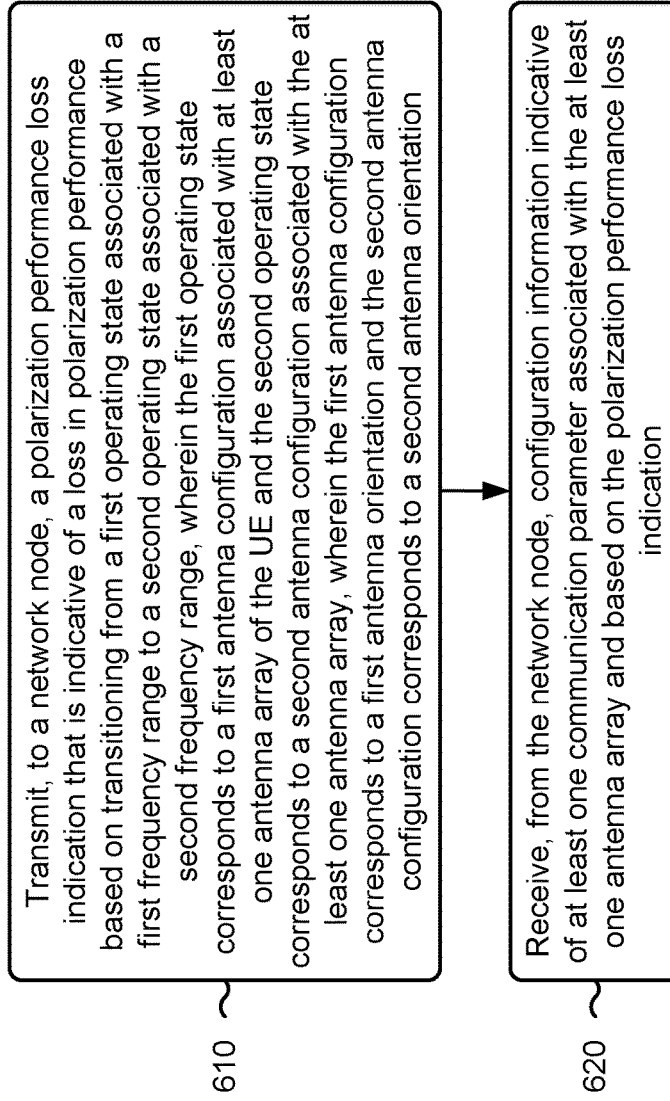 Transmit, to a network node, a polarization performance loss
indication that is indicative of a loss in polarization performance
based on transitioning from a first operating state associated with a
first frequency range to a second operating state associated with a
second frequency range, wherein the first operating state
corresponds to a first antenna configuration associated with at least
one antenna array of the UE and the second operating state
corresponds to a second antenna configuration associated with the at
least one antenna array, wherein the first antenna configuration
corresponds to a first antenna orientation and the second antenna
configuration corresponds to a second antenna orientation
610
Receive, from the network node, configuration information indicative
of at least one communication parameter associated with the at least
one antenna array and based on the polarization performance loss
indication
620